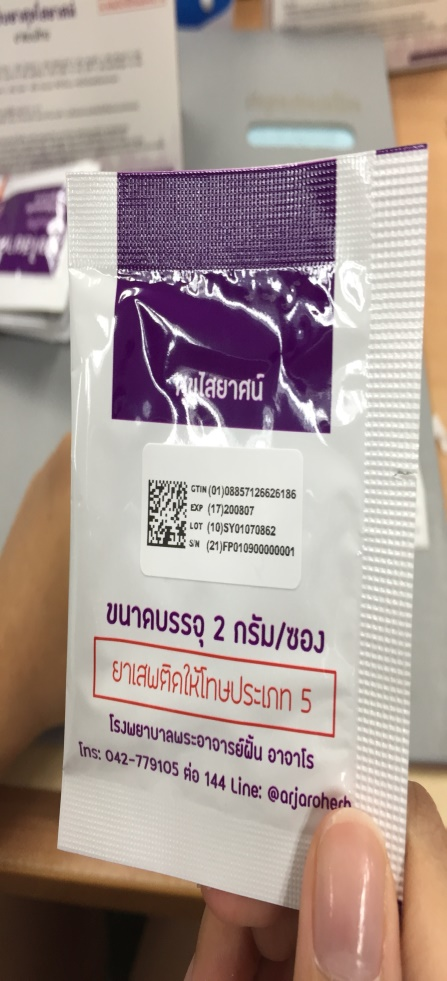 ศุขไสยาศน์
GTIN (01)08857126626186
EXP (17)200807
LOT (10)SY01070862
S/N (21)FP010900000001
ขนาดบรรจุ 2 กรัม/ซอง
ยาเสพติดให้โทษประเภท 5
โรงพยาบาลพระอาจารย์ฝั้น อาจาโร
โทร: 042-779105 ต่อ 144 Line: @arjaroherb